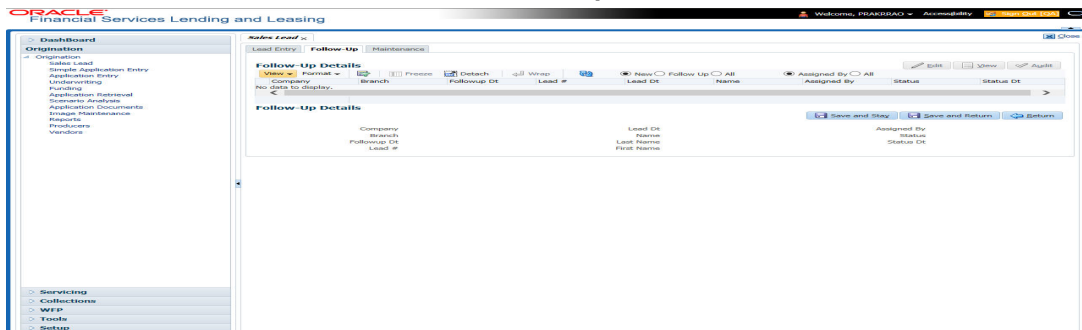 ORACLE
Financial Services Lending and Leasing
Welcome, PRAKRRAO Accessibility Sign Out [QA]
DashBoard
Origination
Origination
Sales Lead
Simple Application Entry
Application Entry
Underwriting
Funding
Application Retrieval
Scenario Analysis
Application Documents
Image Maintenance
Reports
Producers
Vendors
Servicing
Collections
WFP
Tools
Setup
Sales Lead x
Close
Lead Entry Follow-Up Maintenance
Follow-Up Details
Edit View Audit
View Format Freeze Detach Wrap New Follow Up All Assigned By All
Company Branch Followup Dt Lead # Lead Dt Name Assigned By Status Status Dt
No data to display.
Follow-Up Details
Save and Stay Save and Return Return
Company Lead Dt Assigned By
Branch Name Status
Followup Dt Last Name Status Dt
Lead # First Name